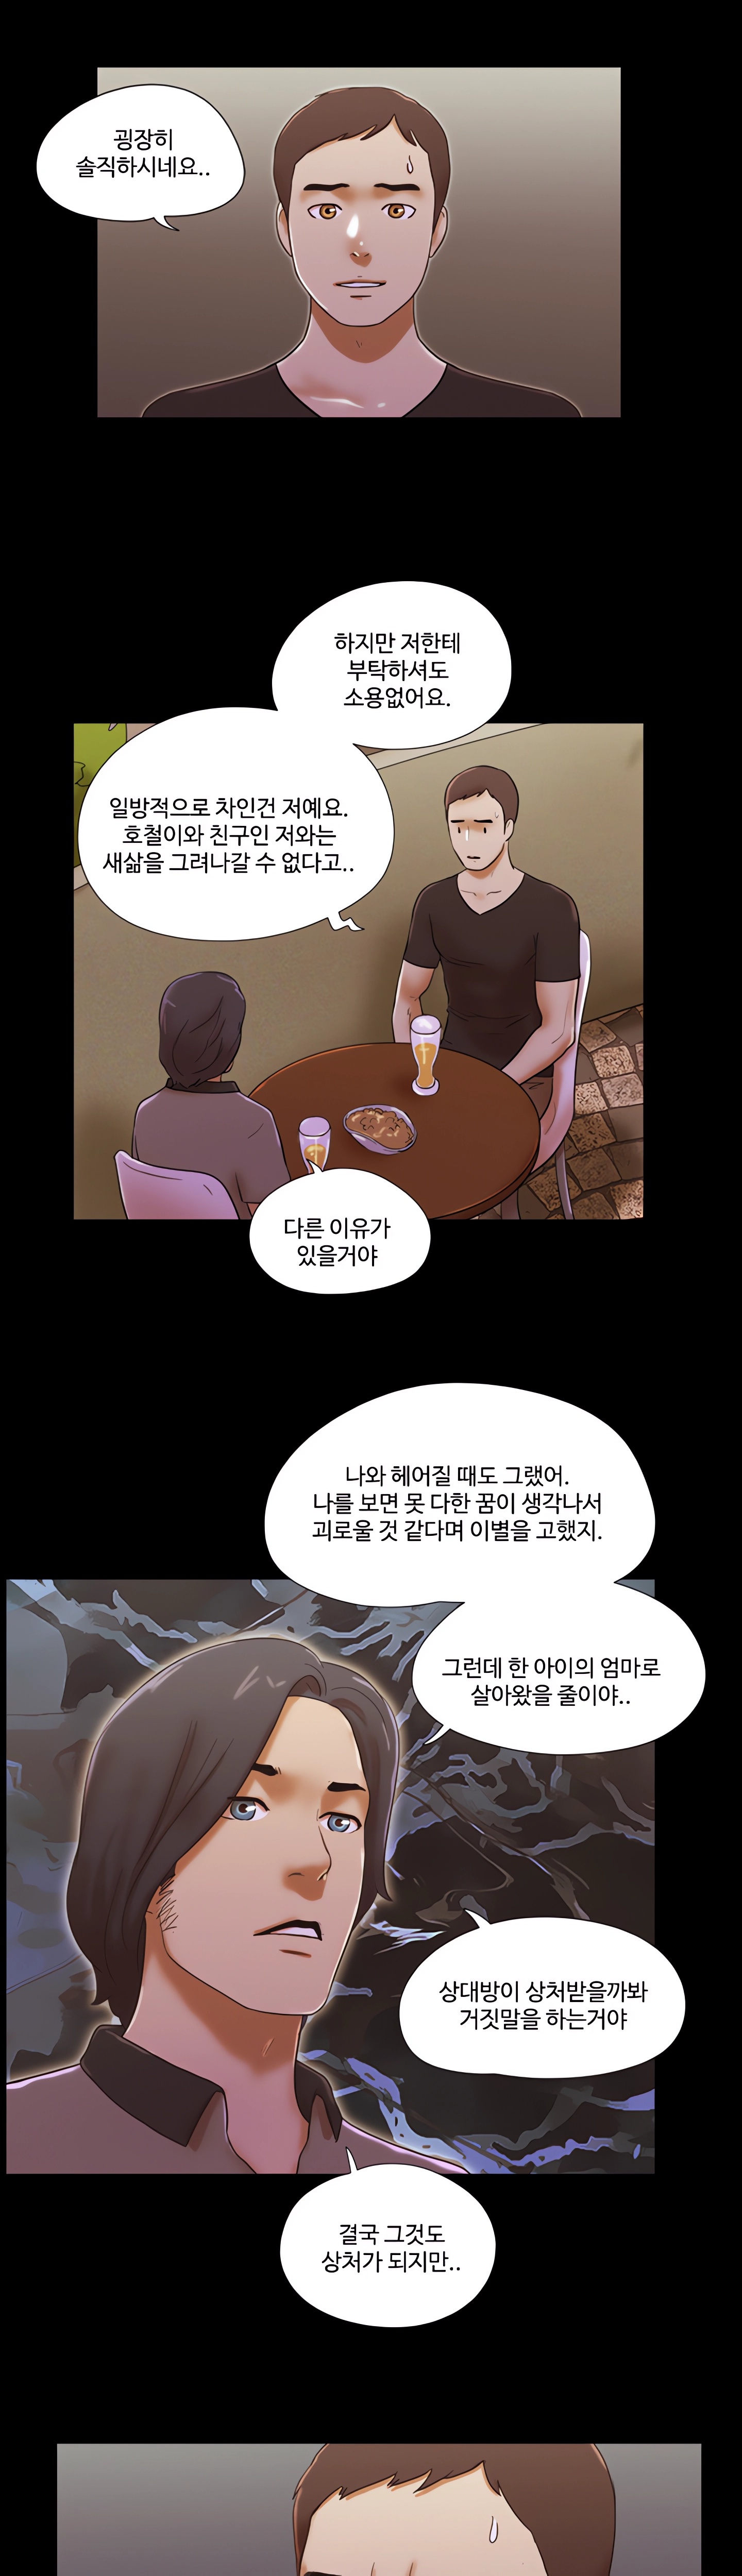 굉장히
솔직하시네요..
하지만 저한테
부탁하셔도
소용없어요.
일방적으로 차인건 저예요.
호철이와 친구인 저와는
새삶을 그려나갈 수 없다고..
다른 이유가
있을거야
나와 헤어질 때도 그랬어.
나를 보면 못 다한 꿈이 생각나서
괴로울 것 같다며 이별을 고했지.
그런데 한 아이의 엄마로
살아왔을 줄이야..
상대방이 상처받을까봐
거짓말을 하는거야
결국 그것도
상처가 되지만..